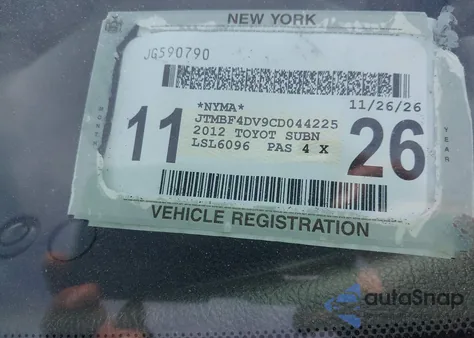 NEW YORK
JG590790
*NYMA* 11/26/26
JTMBF4DV9CD044225
2012 TOYOT SUBN
LSL6096 PAS 4 X
11 26
YEAR
VEHICLE REGISTRATION
autoSnap